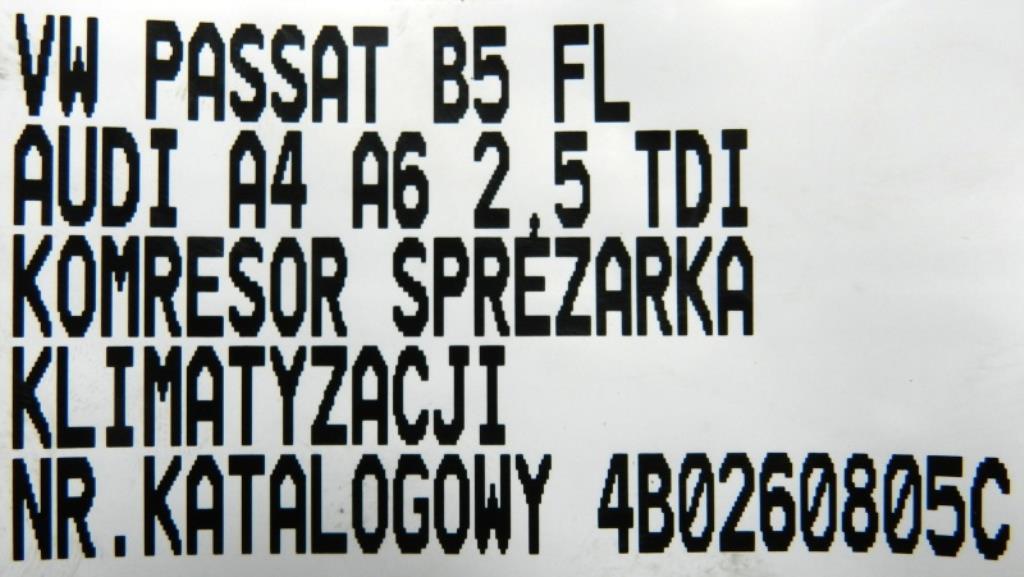 VW PASSAT B5 FL
AUDI A4 A6 2,5 TDI
KOMRESOR SPRĘŻARKA
KLIMATYZACJI
NR.KATALOGOWY 4B0260805C